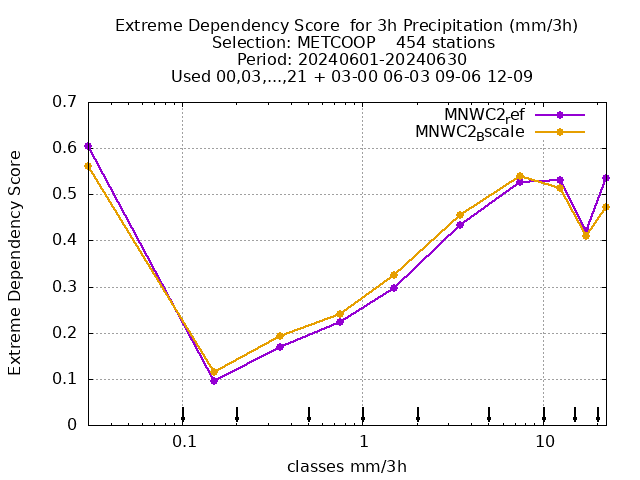 Extreme Dependency Score  for 3h Precipitation (mm/3h)
Selection: METCOOP    454 stations
Period: 20240601-20240630
Used 00,03,...,21 + 03-00 06-03 09-06 12-09
MNWC2ref
MNWC2Bscale
0.7
0.6
0.5
0.4
0.3
0.2
0.1
0
Extreme Dependency Score
0.1 1 10
classes mm/3h